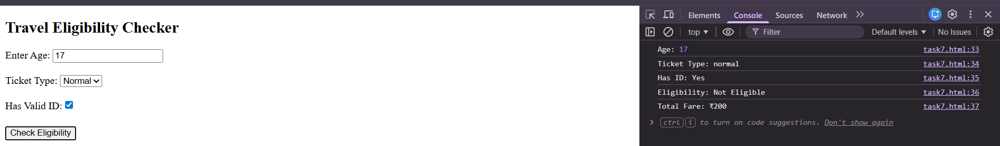 Travel Eligibility Checker
Enter Age: 17
Ticket Type: Normal
Has Valid ID:
Check Eligibility
Elements Console Sources Network
top Filter Default levels No Issues
Age: 17 task7.html:33
Ticket Type: normal task7.html:34
Has ID: Yes task7.html:35
Eligibility: Not Eligible task7.html:36
Total Fare: ₹200 task7.html:37
ctrl i to turn on code suggestions. Don't show again